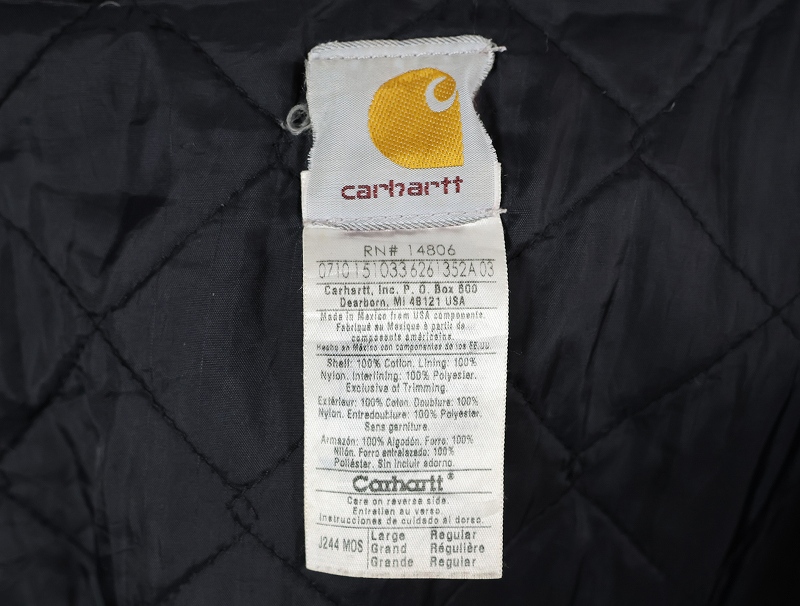 carhartt
RN# 14806
07101510336261352A03
Carhartt, Inc. P. O. Box 600
Dearborn, MI 48121 USA
Made in Mexico from USA components.
Fabriqué au Mexique à partir de
composants américains.
Hecho en México con componentes de los EE.UU.
Shell: 100% Cotton. Lining: 100%
Nylon. Interlining: 100% Polyester.
Exclusive of Trimming.
Extérieur: 100% Coton. Doublure: 100%
Nylon. Entredoublure: 100% Polyester.
Sans garniture.
Armazón: 100% Algodón. Forro: 100%
Nilón. Forro entrelazado: 100%
Poliéster. Sin incluir adorno.
Carhartt®
Care on reverse side.
Entretien au verso.
Instrucciones de cuidado al dorso.
J244 MOS
Large Regular
Grand Régulière
Grande Regular